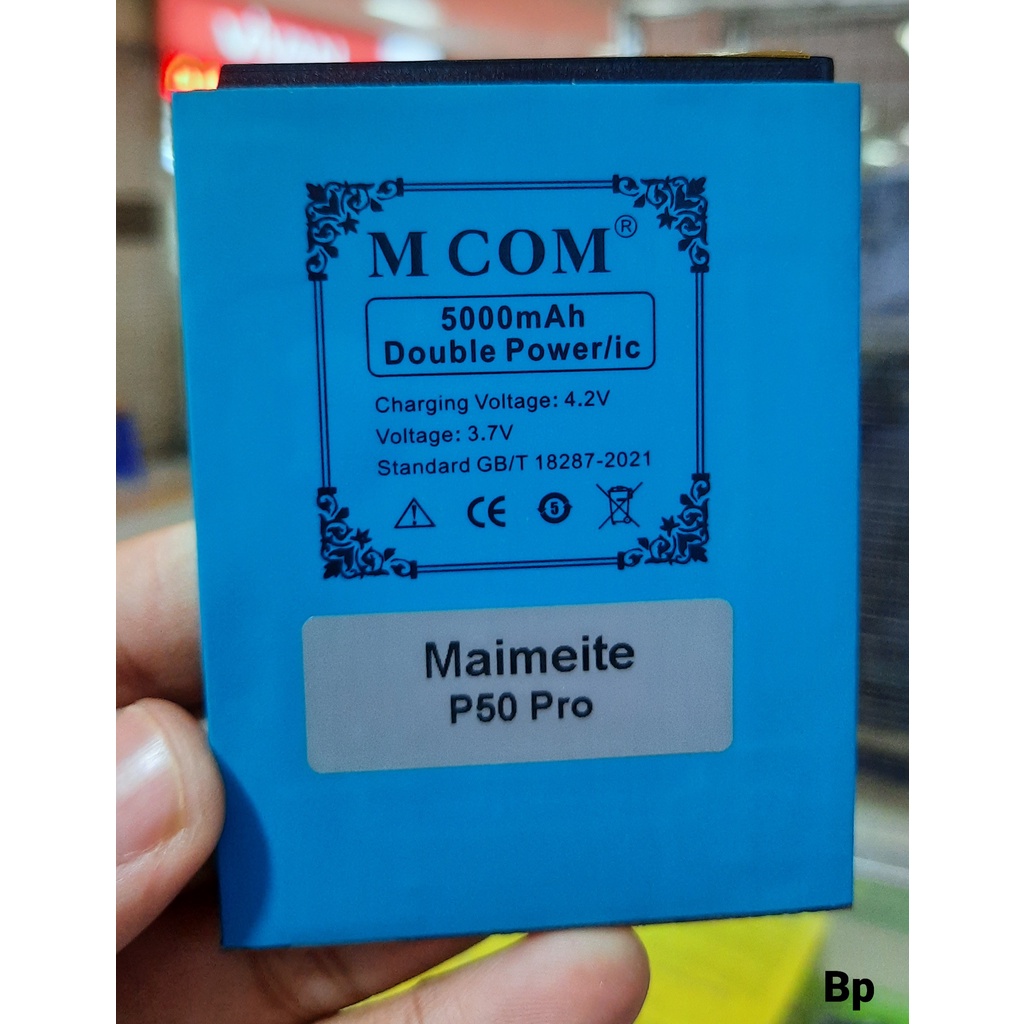 M COM®
5000mAh
Double Power/ic
Charging Voltage: 4.2V
Voltage: 3.7V
Standard GB/T 18287-2021
CE
5
Maimeite
P50 Pro
Bp